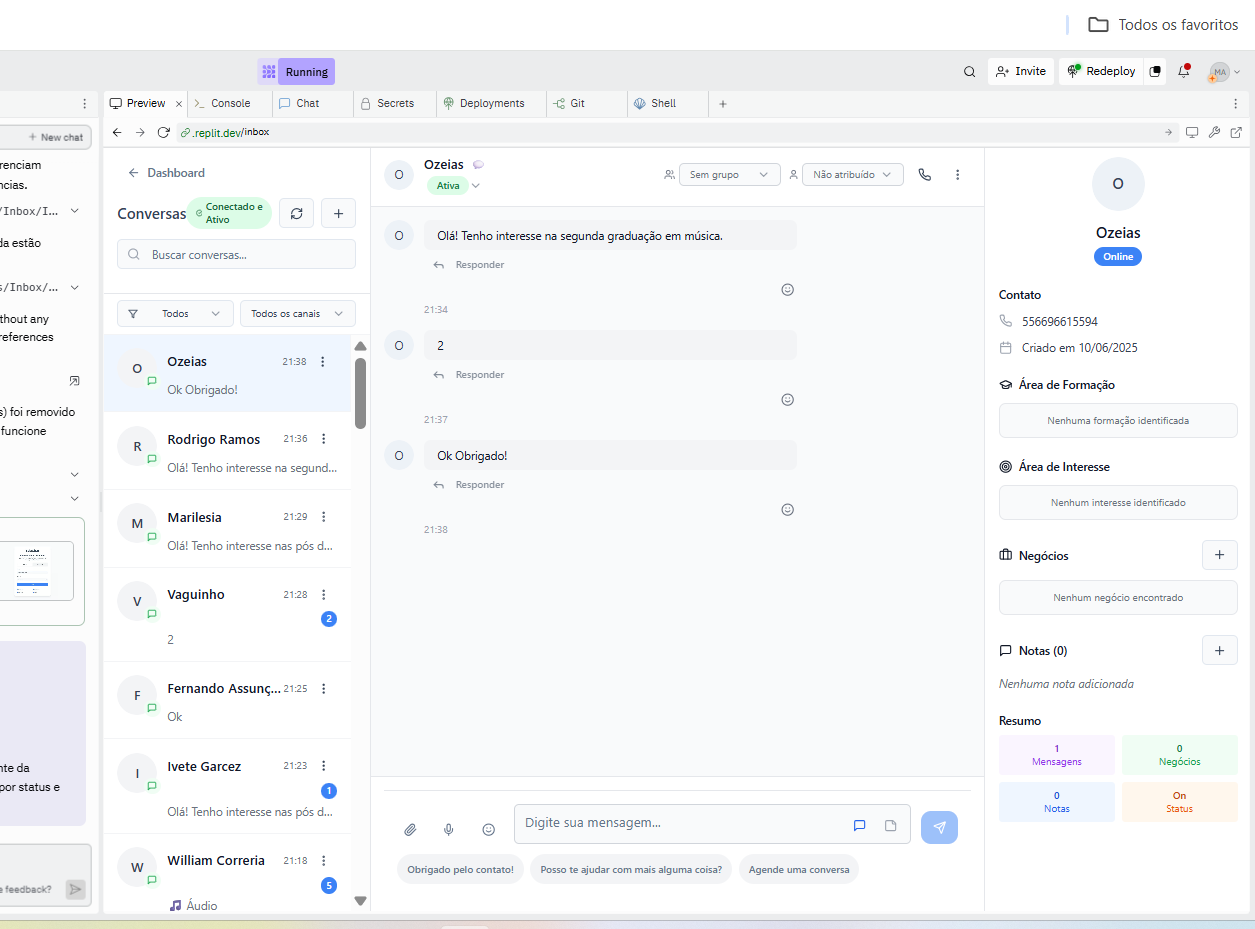 Todos os favoritos
Running
Invite
Redeploy
MA
Preview
Console
Chat
Secrets
Deployments
Git
Shell
New chat
.replit.dev/inbox
renciam
ncias.
/Inbox/I...
da estão
s/Inbox/...
thout any
references
s) foi removido
funcione
nte da
por status e
e feedback?
Dashboard
Conversas
Conectado e
Ativo
Buscar conversas...
Todos
Todos os canais
O
Ozeias
21:38
Ok Obrigado!
R
Rodrigo Ramos
21:36
Olá! Tenho interesse na segund...
M
Marilesia
21:29
Olá! Tenho interesse nas pós d...
V
Vaguinho
21:28
2
2
F
Fernando Assunç...
21:25
Ok
I
Ivete Garcez
21:23
1
Olá! Tenho interesse nas pós d...
W
William Correria
21:18
5
Áudio
O
Ozeias
Ativa
Sem grupo
Não atribuído
O
Olá! Tenho interesse na segunda graduação em música.
Responder
21:34
O
2
Responder
21:37
O
Ok Obrigado!
Responder
21:38
Digite sua mensagem...
Obrigado pelo contato!
Posso te ajudar com mais alguma coisa?
Agende uma conversa
O
Ozeias
Online
Contato
556696615594
Criado em 10/06/2025
Área de Formação
Nenhuma formação identificada
Área de Interesse
Nenhum interesse identificado
Negócios
Nenhum negócio encontrado
Notas (0)
Nenhuma nota adicionada
Resumo
1
Mensagens
0
Negócios
0
Notas
On
Status